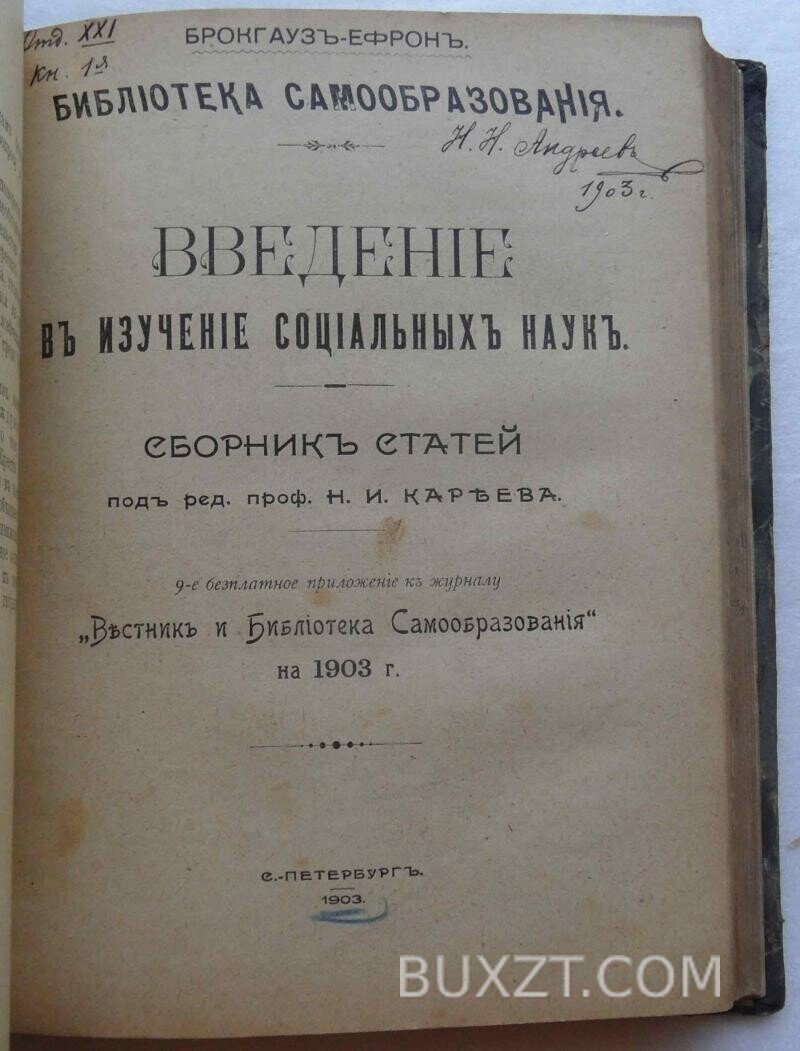 Отд. XXI
Кн. 1я
БРОКГАУЗЪ-ЕФРОНЪ.
БИБЛІОТЕКА САМООБРАЗОВАНІЯ.
Н. Н. Андреевъ
1903 г.
ВВЕДЕНІЕ
ВЪ ИЗУЧЕНІЕ СОЦІАЛЬНЫХЪ НАУКЪ.
СБОРНИКЪ СТАТЕЙ
подъ ред. проф. Н. И. КАРѢЕВА.
9-е безплатное приложеніе къ журналу
„Вѣстникъ и Библіотека Самообразованія“
на 1903 г.
С.-ПЕТЕРБУРГЪ.
1903.
BUXZT.COM